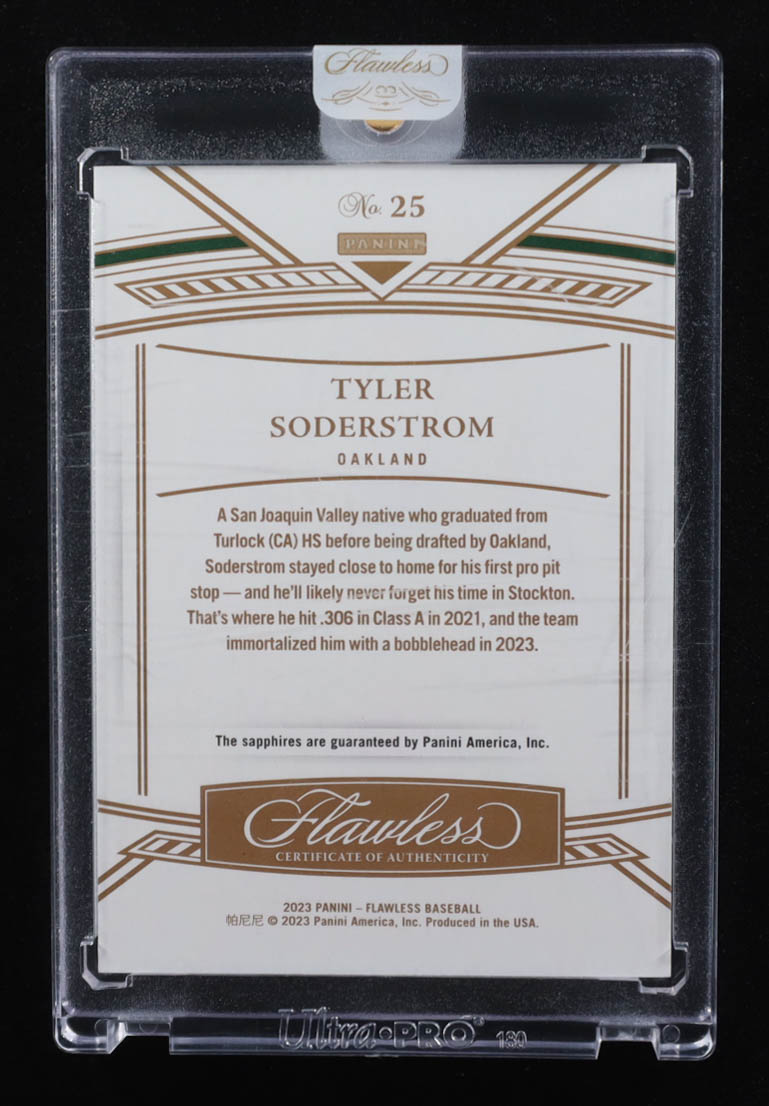 Flawless
No. 25
PANINI
TYLER
SODERSTROM
OAKLAND
A San Joaquin Valley native who graduated from
Turlock (CA) HS before being drafted by Oakland,
Soderstrom stayed close to home for his first pro pit
stop — and he'll likely never forget his time in Stockton.
That's where he hit .306 in Class A in 2021, and the team
immortalized him with a bobblehead in 2023.
The sapphires are guaranteed by Panini America, Inc.
Flawless
CERTIFICATE OF AUTHENTICITY
2023 PANINI – FLAWLESS BASEBALL
帕尼尼 © 2023 Panini America, Inc. Produced in the USA.
Ultra•PRO® 180